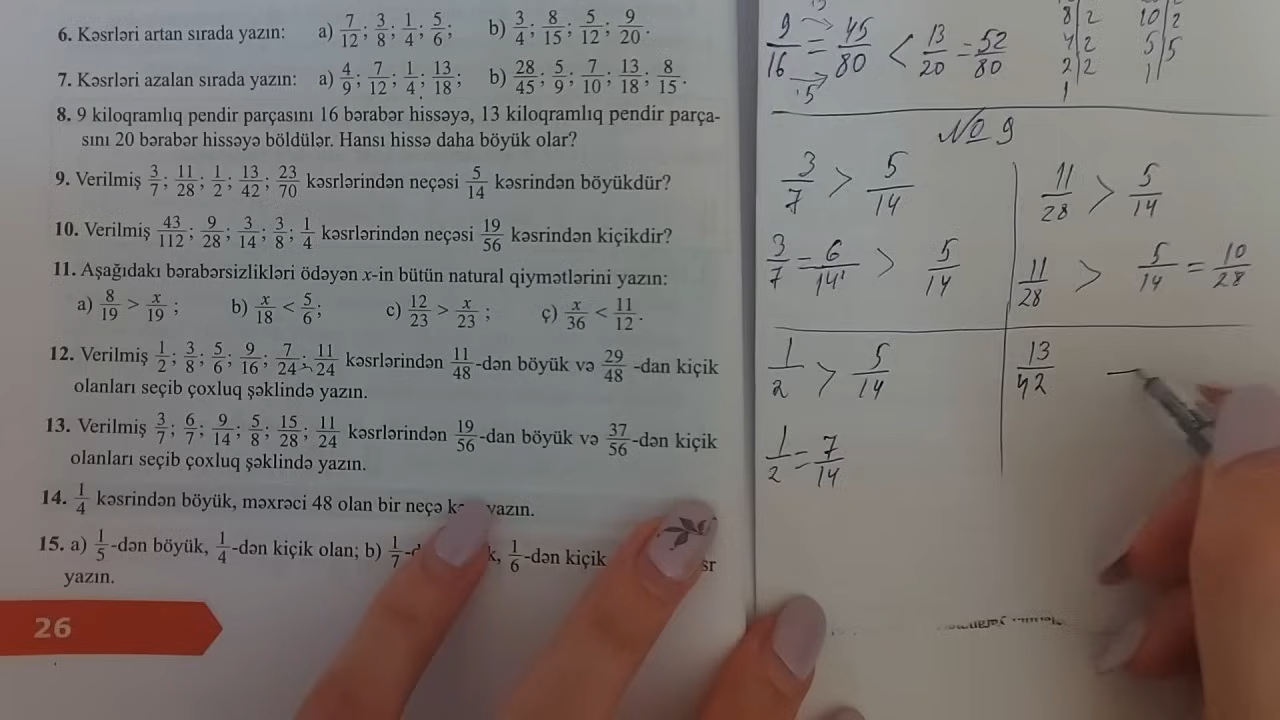 6. Kəsrləri artan sırada yazın: a) 7/12; 3/8; 1/4; 5/6; b) 3/4; 8/15; 5/12; 9/20.
7. Kəsrləri azalan sırada yazın: a) 4/9; 7/12; 1/4; 13/18; b) 28/45; 5/9; 7/10; 13/18; 8/15.
8. 9 kiloqramlıq pendir parçasını 16 bərabər hissəyə, 13 kiloqramlıq pendir parça-
sını 20 bərabər hissəyə böldülər. Hansı hissə daha böyük olar?
9. Verilmiş 3/7; 11/28; 1/2; 13/42; 23/70 kəsrlərindən neçəsi 5/14 kəsrindən böyükdür?
10. Verilmiş 43/112; 9/28; 3/14; 3/8; 1/4 kəsrlərindən neçəsi 19/56 kəsrindən kiçikdir?
11. Aşağıdakı bərabərsizlikləri ödəyən x-in bütün natural qiymətlərini yazın:
a) 8/19 > x/19; b) x/18 < 5/6; c) 12/23 > x/23; ç) x/36 < 11/12.
12. Verilmiş 1/2; 3/8; 5/6; 9/16; 7/24; 11/24 kəsrlərindən 11/48-dən böyük və 29/48 -dan kiçik
olanları seçib çoxluq şəklində yazın.
13. Verilmiş 3/7; 6/7; 9/14; 5/8; 15/28; 11/24 kəsrlərindən 19/56-dan böyük və 37/56-dən kiçik
olanları seçib çoxluq şəklində yazın.
14. 1/4 kəsrindən böyük, məxrəci 48 olan bir neçə yazın.
15. a) 1/5-dən böyük, 1/4-dən kiçik olan; b) 1/7 1/6-dən kiçik
yazın.
26
9/16 = 45/80 < 13/20 = 52/80
8|2 10|2
4|2 5|5
2|2 1|
1
№ 9
3/7 > 5/14 11/28 > 5/14
3/7 = 6/14 > 5/14 11/28 > 5/14 = 10/28
1/2 > 5/14 13/42 —
1/2 = 7/14